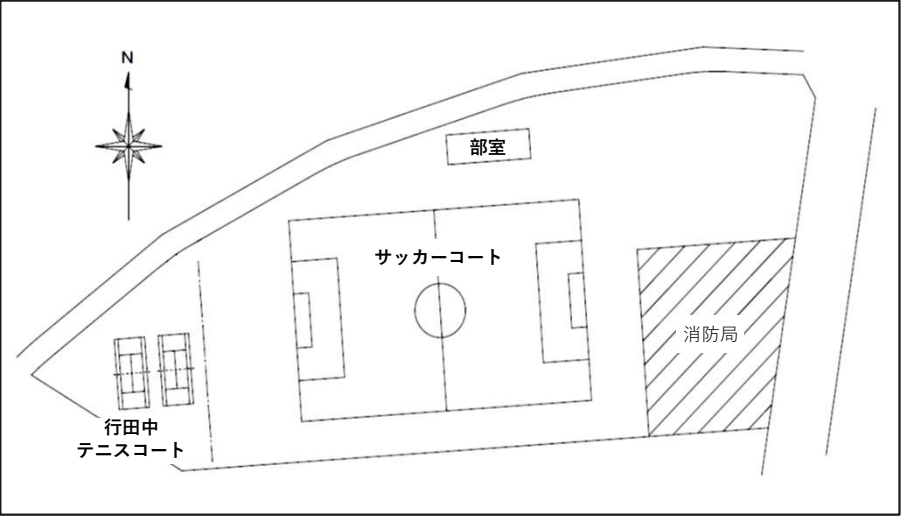 N
部室
サッカーコート
消防局
行田中
テニスコート